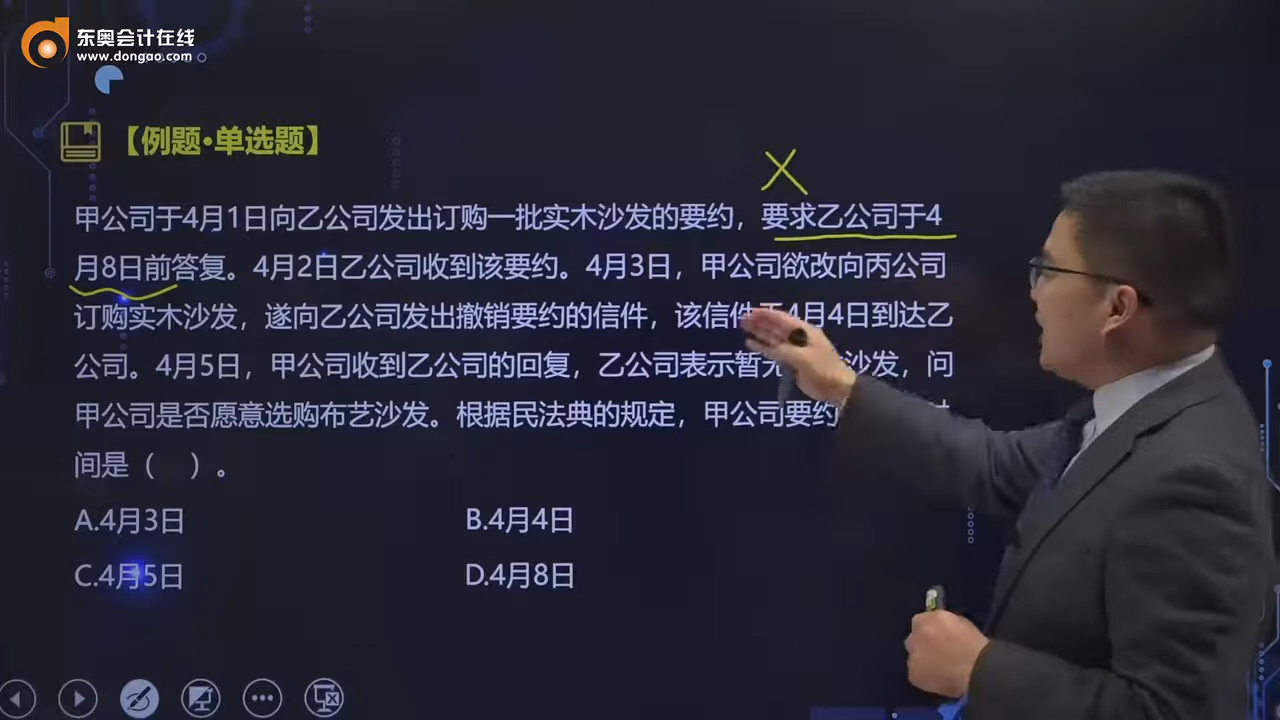 东奥会计在线
www.dongao.com
【例题·单选题】
甲公司于4月1日向乙公司发出订购一批实木沙发的要约，要求乙公司于4
月8日前答复。4月2日乙公司收到该要约。4月3日，甲公司欲改向丙公司
订购实木沙发，遂向乙公司发出撤销要约的信件，该信件于4月4日到达乙
公司。4月5日，甲公司收到乙公司的回复，乙公司表示暂 沙发，问
甲公司是否愿意选购布艺沙发。根据民法典的规定，甲公司要约
间是（ ）。
A.4月3日
B.4月4日
C.4月5日
D.4月8日